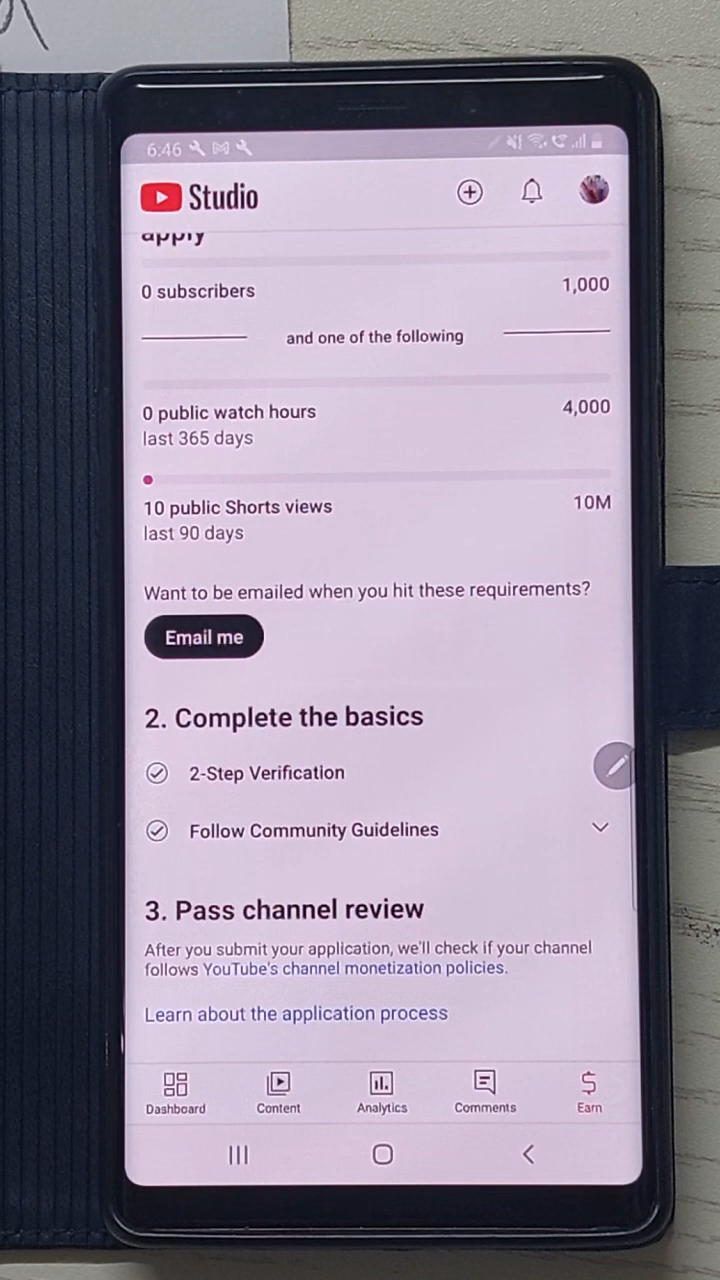 6:46
Studio
apply
0 subscribers 1,000
and one of the following
0 public watch hours 4,000
last 365 days
10 public Shorts views 10M
last 90 days
Want to be emailed when you hit these requirements?
Email me
2. Complete the basics
2-Step Verification
Follow Community Guidelines
3. Pass channel review
After you submit your application, we'll check if your channel
follows YouTube's channel monetization policies.
Learn about the application process
Dashboard Content Analytics Comments Earn